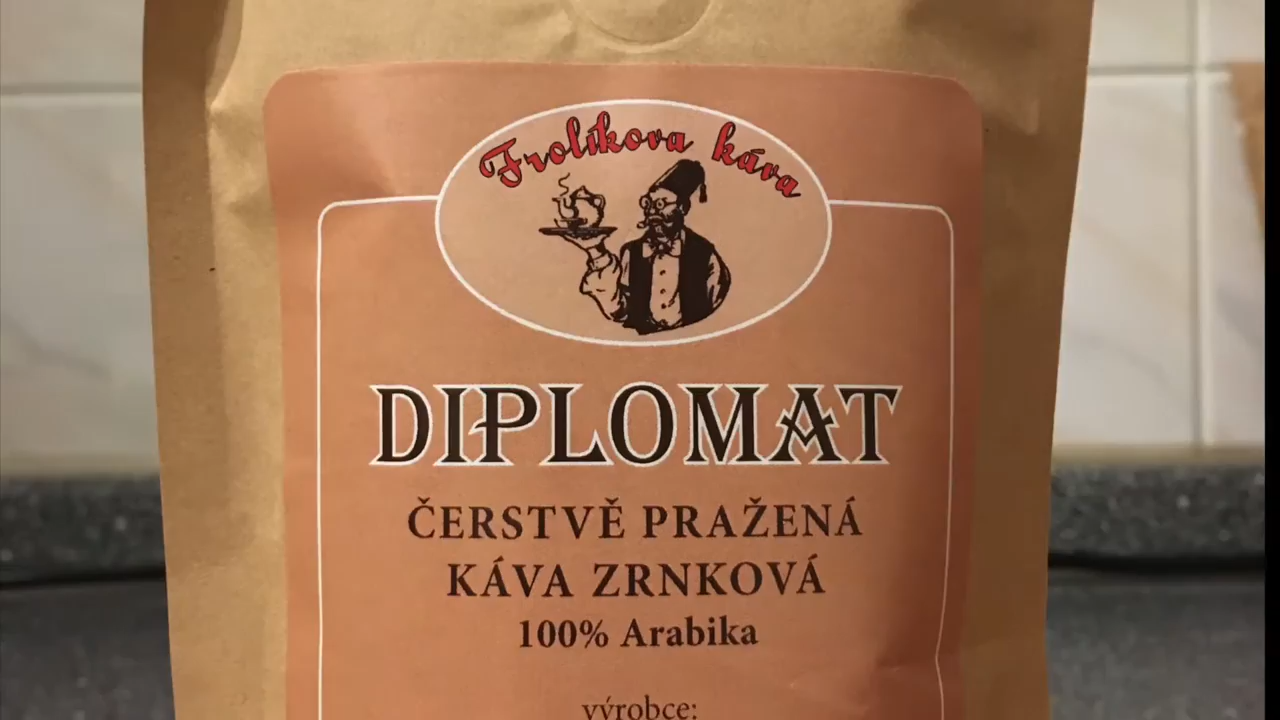 Frolíkova káva
DIPLOMAT
ČERSTVĚ PRAŽENÁ
KÁVA ZRNKOVÁ
100% Arabika
výrobce: